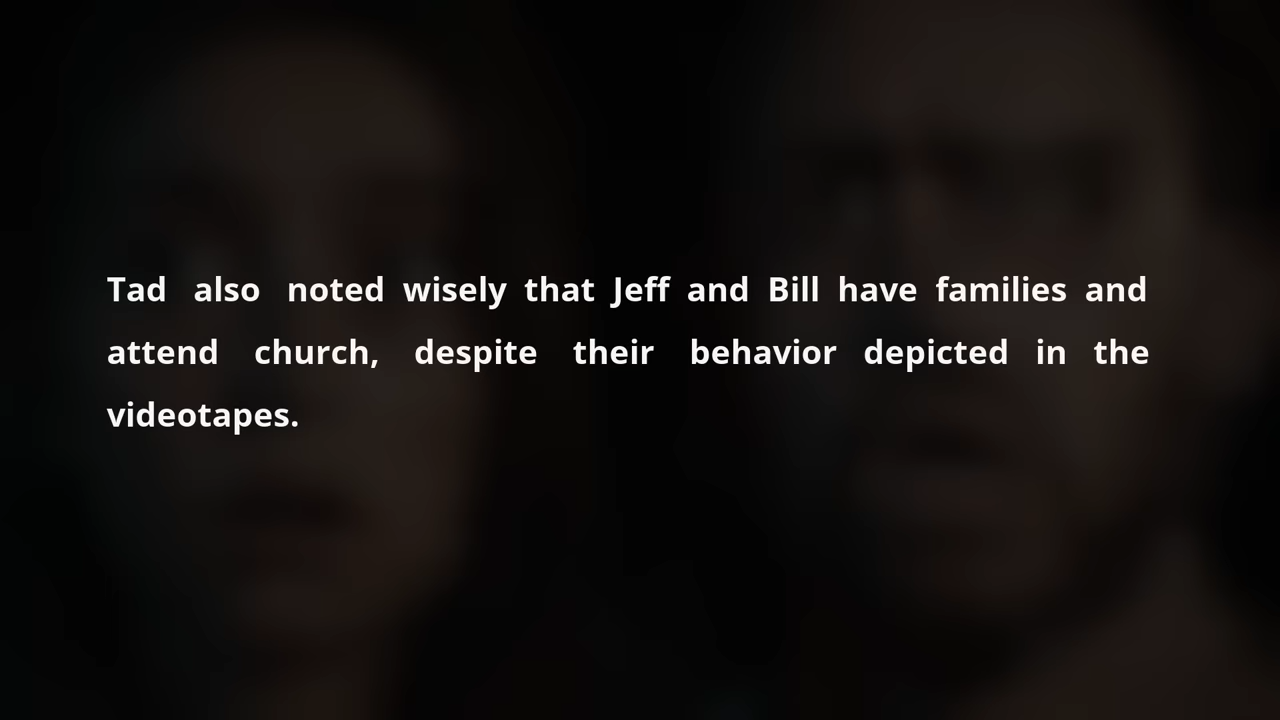 Tad also noted wisely that Jeff and Bill have families and
attend church, despite their behavior depicted in the
videotapes.